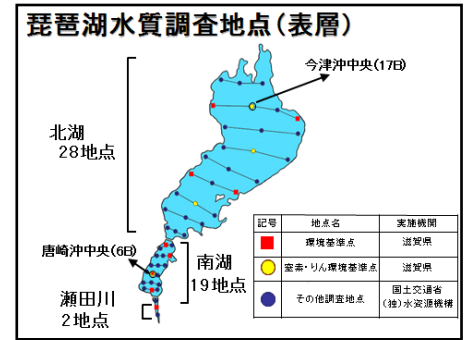 琵琶湖水質調査地点(表層)
今津沖中央(17B)
北湖
28地点
唐崎沖中央(6B)
南湖
19地点
瀬田川
2地点
記号 地点名 実施機関
環境基準点 滋賀県
窒素・りん環境基準点 滋賀県
その他調査地点 国土交通省
(独)水資源機構